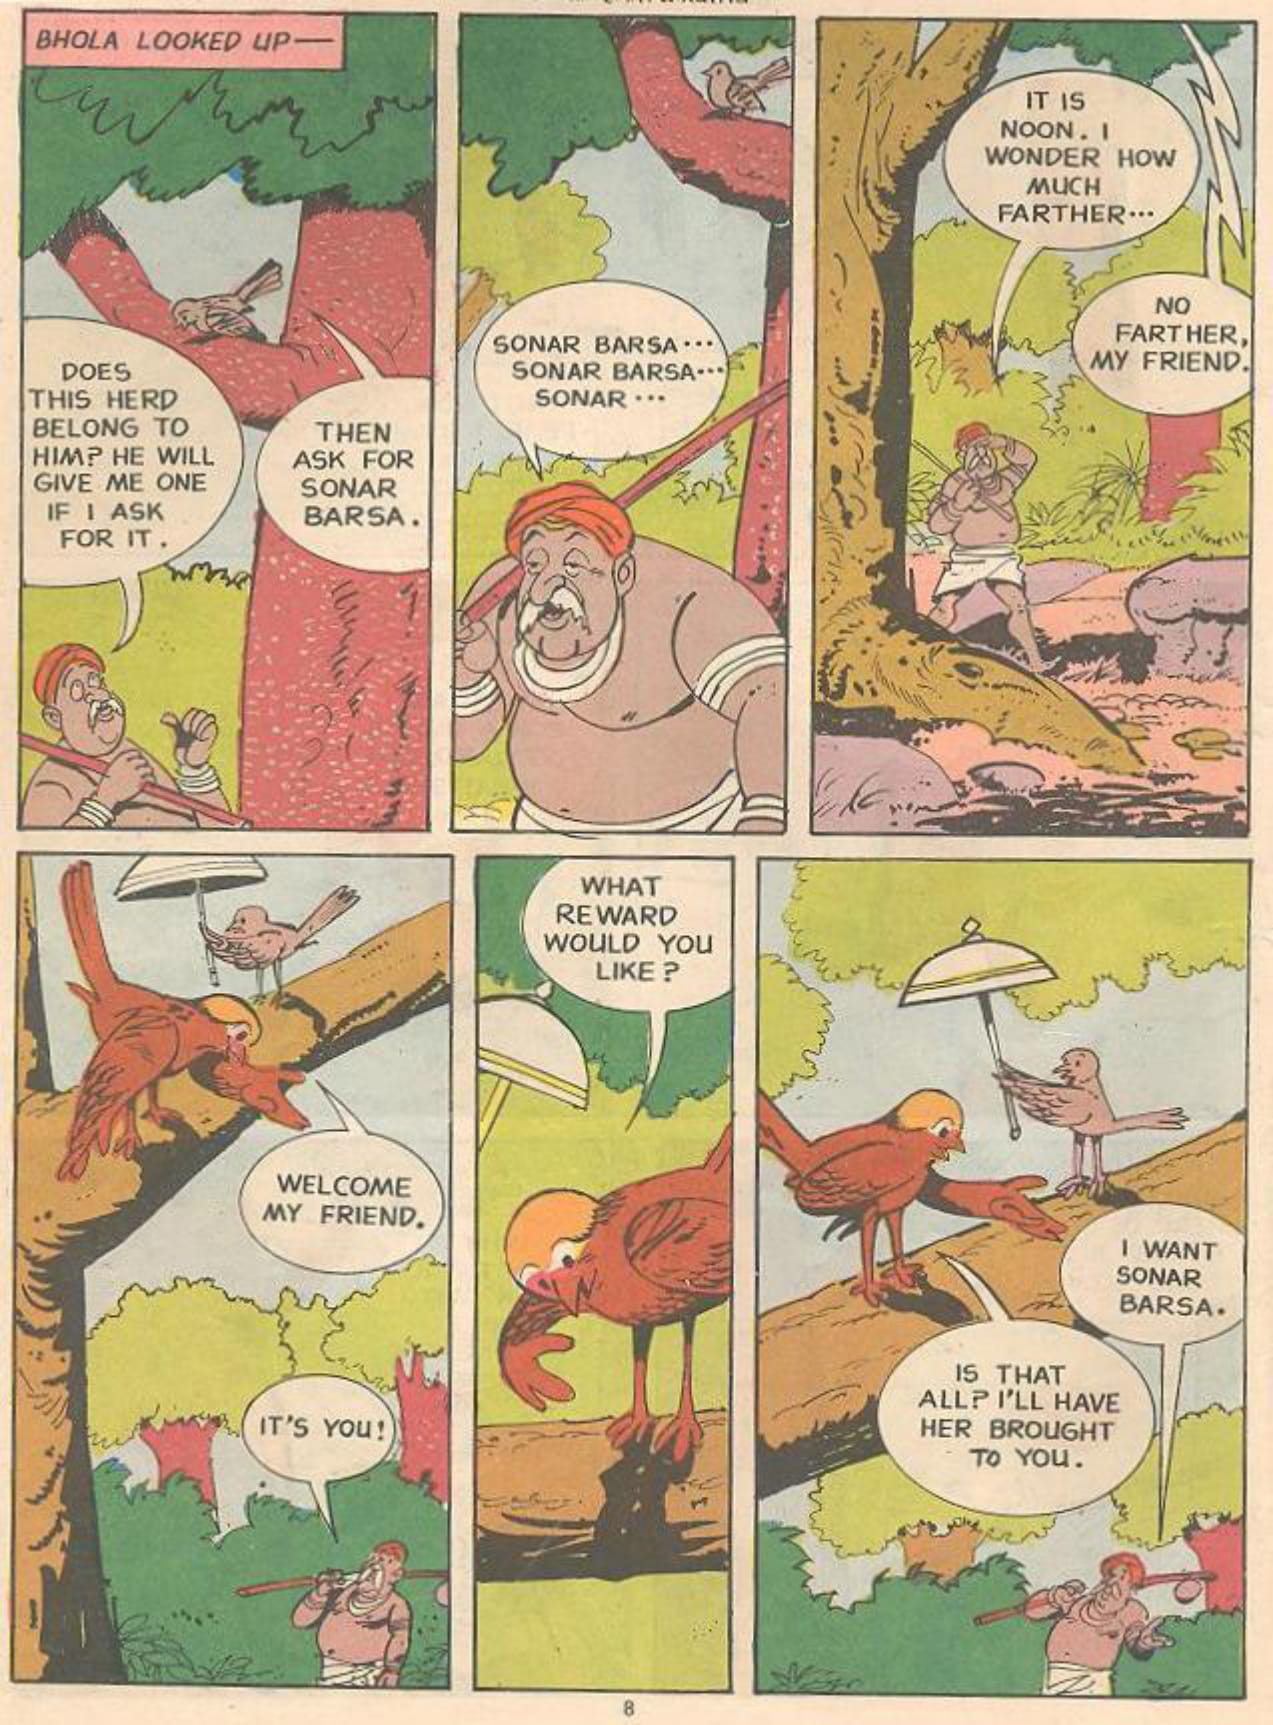 BHOLA LOOKED UP—
DOES
THIS HERD
BELONG TO
HIM? HE WILL
GIVE ME ONE
IF I ASK
FOR IT.
THEN
ASK FOR
SONAR
BARSA.
SONAR BARSA...
SONAR BARSA...
SONAR...
IT IS
NOON. I
WONDER HOW
MUCH
FARTHER...
NO
FARTHER,
MY FRIEND.
WELCOME
MY FRIEND.
IT'S YOU!
WHAT
REWARD
WOULD YOU
LIKE?
I WANT
SONAR
BARSA.
IS THAT
ALL? I'LL HAVE
HER BROUGHT
TO YOU.
8